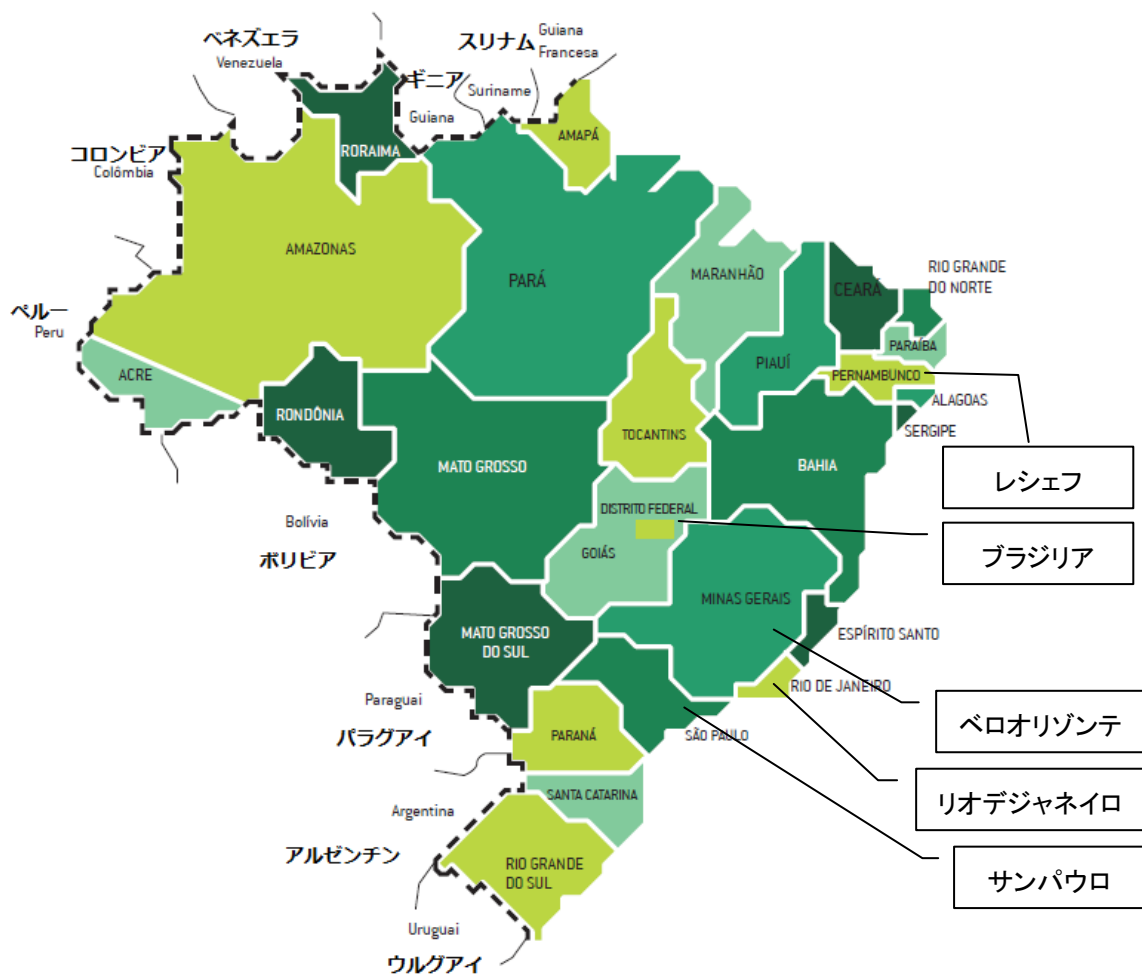 ベネズエラ
Venezuela
スリナム
Guiana
Francesa
ギニア
Suriname
Guiana
コロンビア
Colômbia
ペルー
Peru
RORAIMA
AMAPÁ
AMAZONAS
PARÁ
MARANHÃO
CEARÁ
RIO GRANDE
DO NORTE
PARAÍBA
PIAUÍ
PERNAMBUCO
ALAGOAS
SERGIPE
ACRE
RONDÔNIA
TOCANTINS
MATO GROSSO
BAHIA
レシェフ
DISTRITO FEDERAL
ブラジリア
GOIÁS
Bolívia
ボリビア
MINAS GERAIS
MATO GROSSO
DO SUL
ESPÍRITO SANTO
RIO DE JANEIRO
Paraguai
パラグアイ
PARANÁ
SÃO PAULO
ベロオリゾンテ
SANTA CATARINA
リオデジャネイロ
Argentina
アルゼンチン
RIO GRANDE
DO SUL
サンパウロ
Uruguai
ウルグアイ